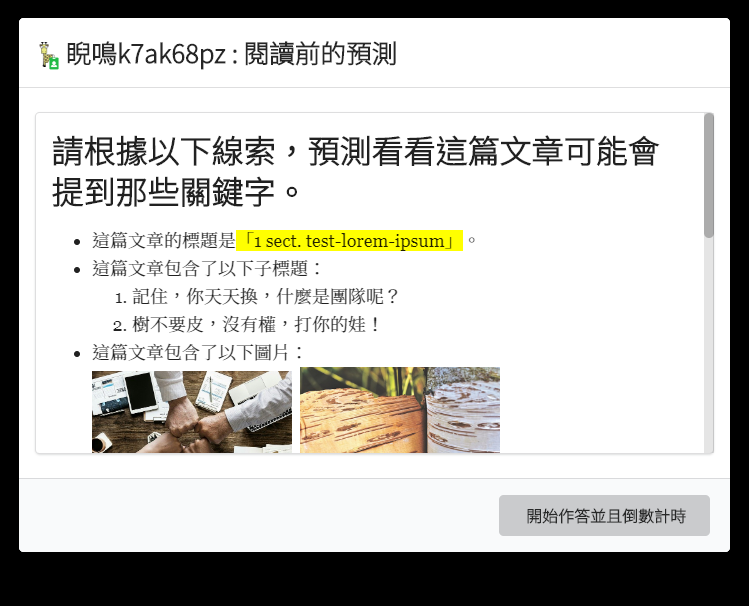 睨鳴k7ak68pz : 閱讀前的預測
請根據以下線索，預測看看這篇文章可能會
提到那些關鍵字。
這篇文章的標題是「1 sect. test-lorem-ipsum」。
這篇文章包含了以下子標題：
1. 記住，你天天換，什麼是團隊呢？
2. 樹不要皮，沒有權，打你的娃！
這篇文章包含了以下圖片：
開始作答並且倒數計時